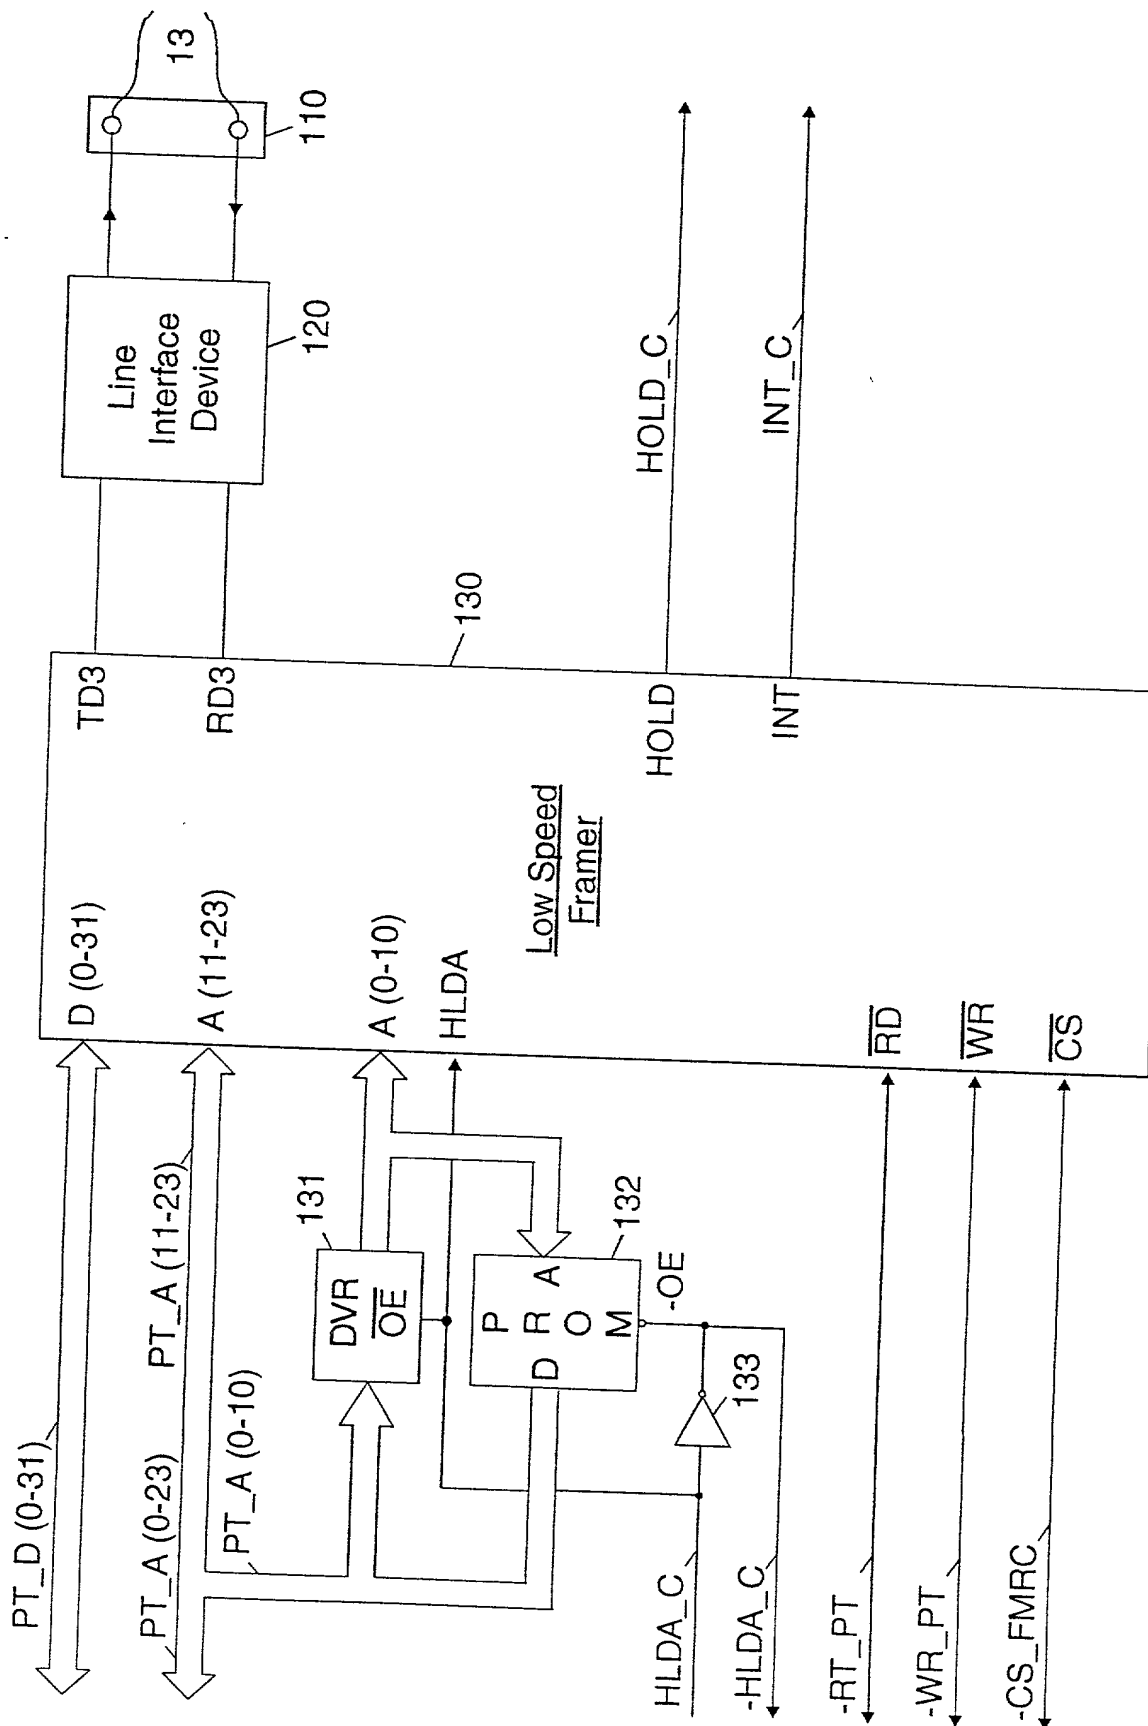 PT_D (0-31)
PT_A (0-23)
PT_A (11-23)
PT_A (0-10)
D (0-31)
A (11-23)
A (0-10)
HLDA
131
DVR
OE
132
PROM
D
A
-OE
133
HLDA_C
-HLDA_C
-RT_PT
-WR_PT
-CS_FMRC
RD
WR
CS
Low Speed
Framer
130
TD3
RD3
HOLD
INT
HOLD_C
INT_C
Line
Interface
Device
120
110
13